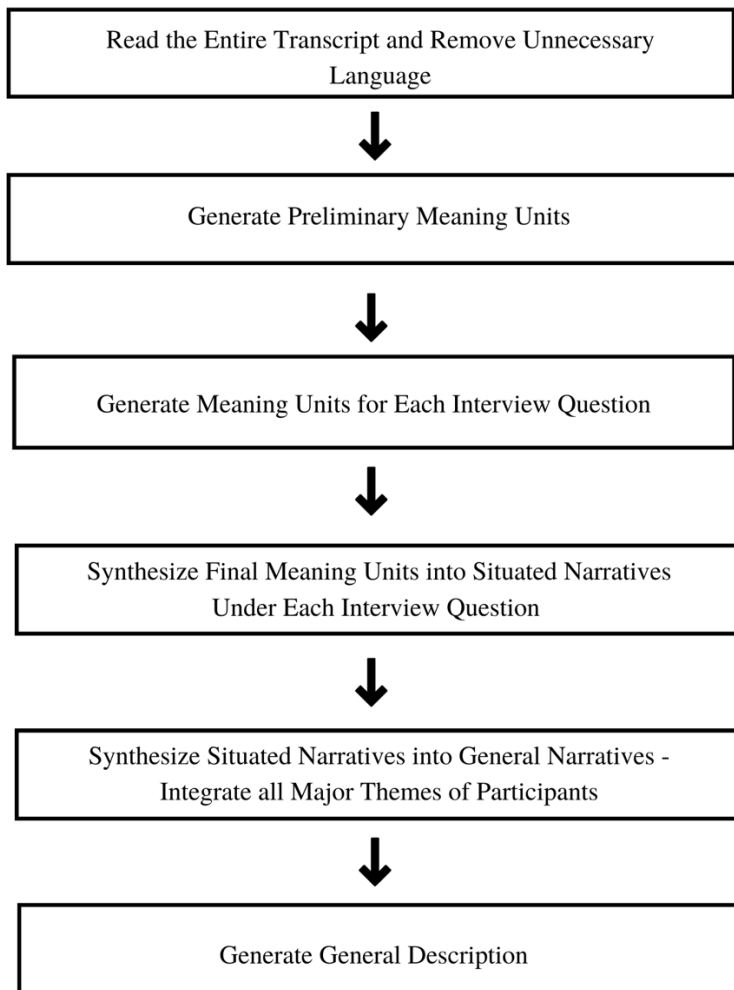 Read the Entire Transcript and Remove Unnecessary
Language
Generate Preliminary Meaning Units
Generate Meaning Units for Each Interview Question
Synthesize Final Meaning Units into Situated Narratives
Under Each Interview Question
Synthesize Situated Narratives into General Narratives -
Integrate all Major Themes of Participants
Generate General Description